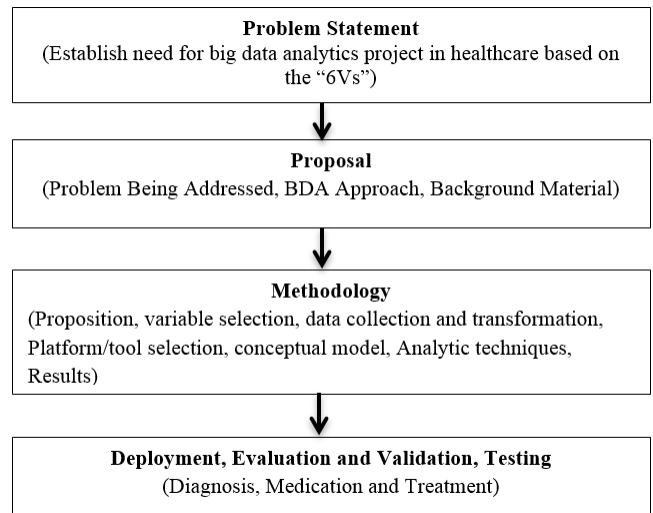 Problem Statement
(Establish need for big data analytics project in healthcare based on
the “6Vs”)
Proposal
(Problem Being Addressed, BDA Approach, Background Material)
Methodology
(Proposition, variable selection, data collection and transformation,
Platform/tool selection, conceptual model, Analytic techniques,
Results)
Deployment, Evaluation and Validation, Testing
(Diagnosis, Medication and Treatment)